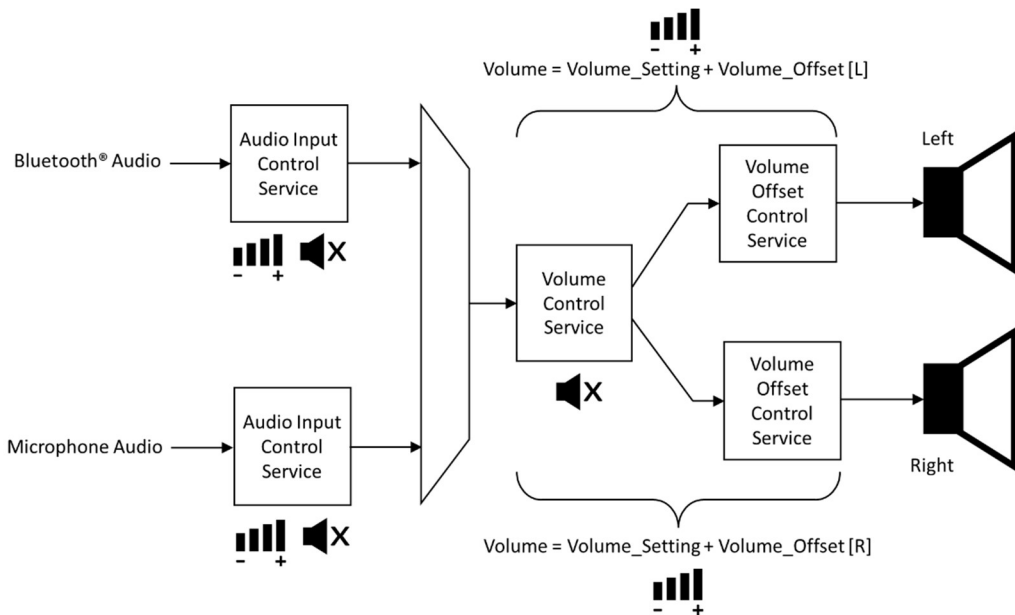 - +
Volume = Volume_Setting + Volume_Offset [L]
Bluetooth® Audio
Audio Input
Control
Service
- +
Volume
Offset
Control
Service
Left
Volume
Control
Service
Microphone Audio
Audio Input
Control
Service
- +
Volume
Offset
Control
Service
Right
Volume = Volume_Setting + Volume_Offset [R]
- +